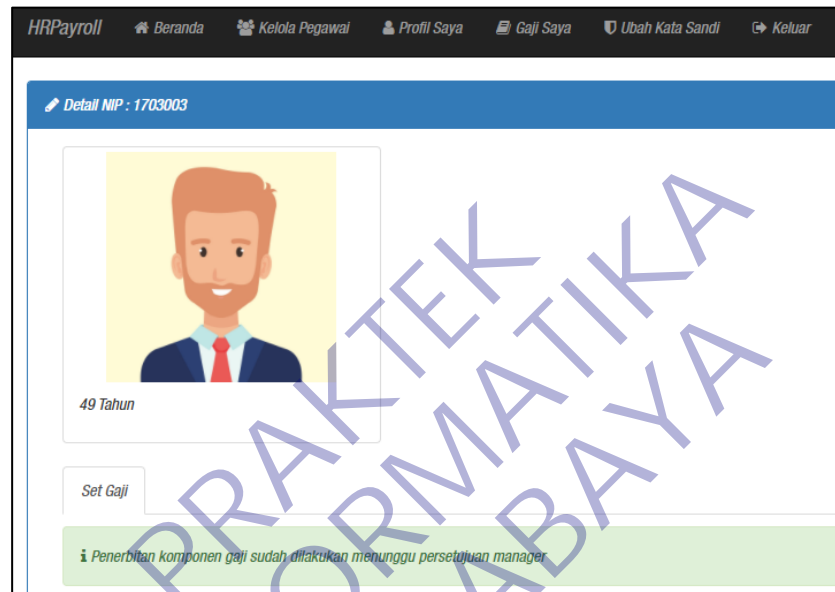 HRPayroll Beranda Kelola Pegawai Profil Saya Gaji Saya Ubah Kata Sandi Keluar
Detail NIP : 1703003
49 Tahun
Set Gaji
Penerbitan komponen gaji sudah dilakukan menunggu persetujuan manager
PRAKTEK
ORMATIKA
ABAYA